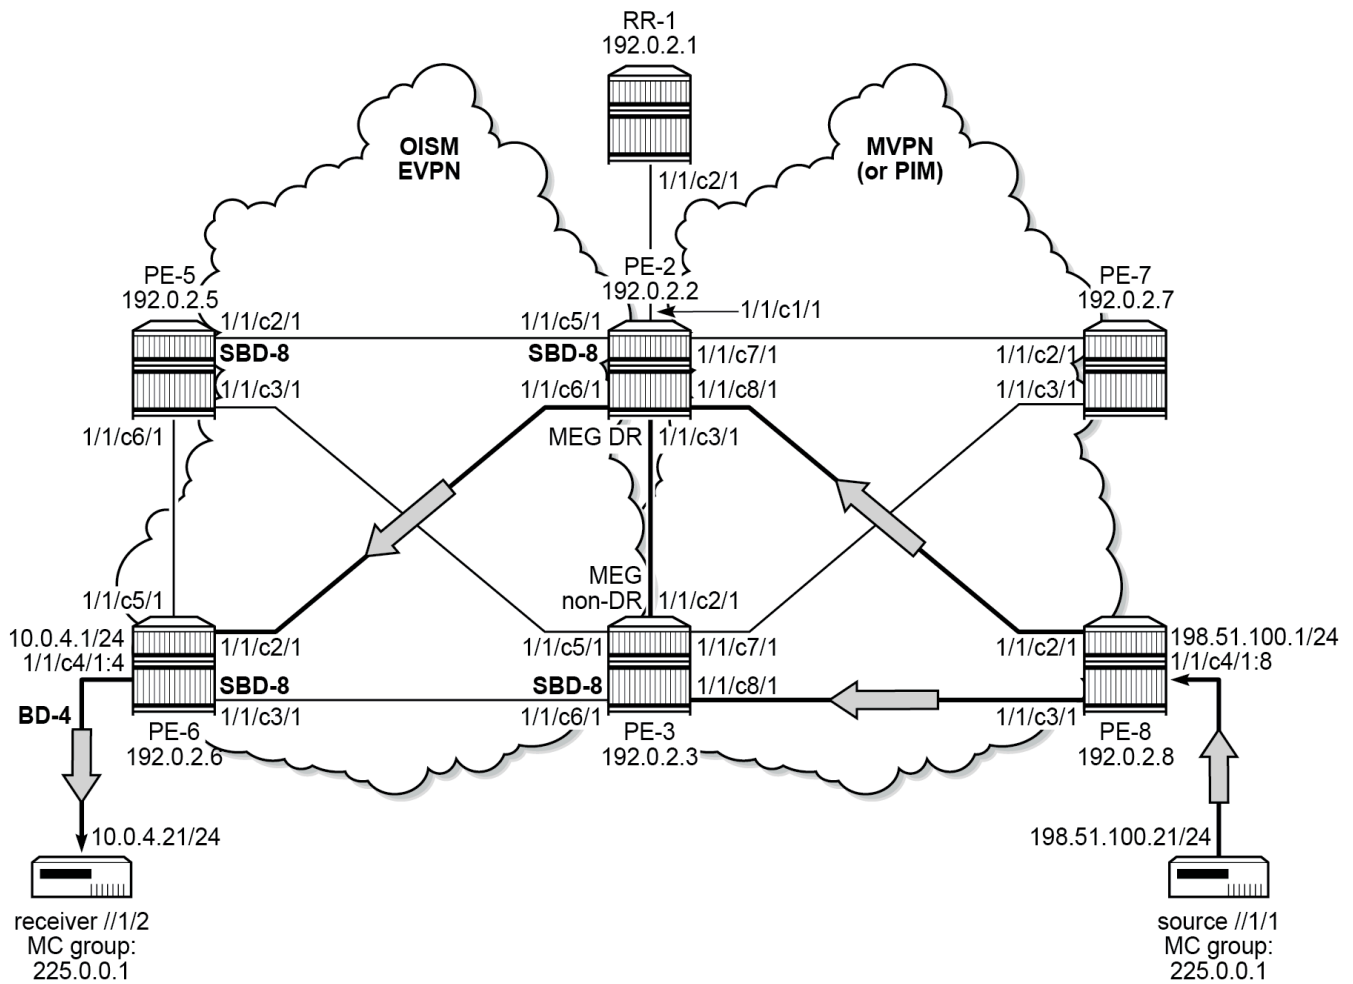 RR-1
192.0.2.1
OISM
EVPN
MVPN
(or PIM)
1/1/c2/1
PE-5
192.0.2.5
PE-2
192.0.2.2
PE-7
192.0.2.7
1/1/c1/1
1/1/c2/1
1/1/c5/1
SBD-8
SBD-8
1/1/c7/1
1/1/c2/1
1/1/c3/1
1/1/c6/1
1/1/c8/1
1/1/c3/1
1/1/c6/1
MEG DR
1/1/c3/1
MEG
non-DR
1/1/c5/1
1/1/c2/1
10.0.4.1/24
1/1/c4/1:4
1/1/c2/1
1/1/c5/1
1/1/c7/1
1/1/c2/1
198.51.100.1/24
1/1/c4/1:8
SBD-8
SBD-8
1/1/c8/1
BD-4
1/1/c3/1
1/1/c6/1
1/1/c3/1
PE-6
192.0.2.6
PE-3
192.0.2.3
PE-8
192.0.2.8
10.0.4.21/24
198.51.100.21/24
receiver //1/2
MC group:
225.0.0.1
source //1/1
MC group:
225.0.0.1